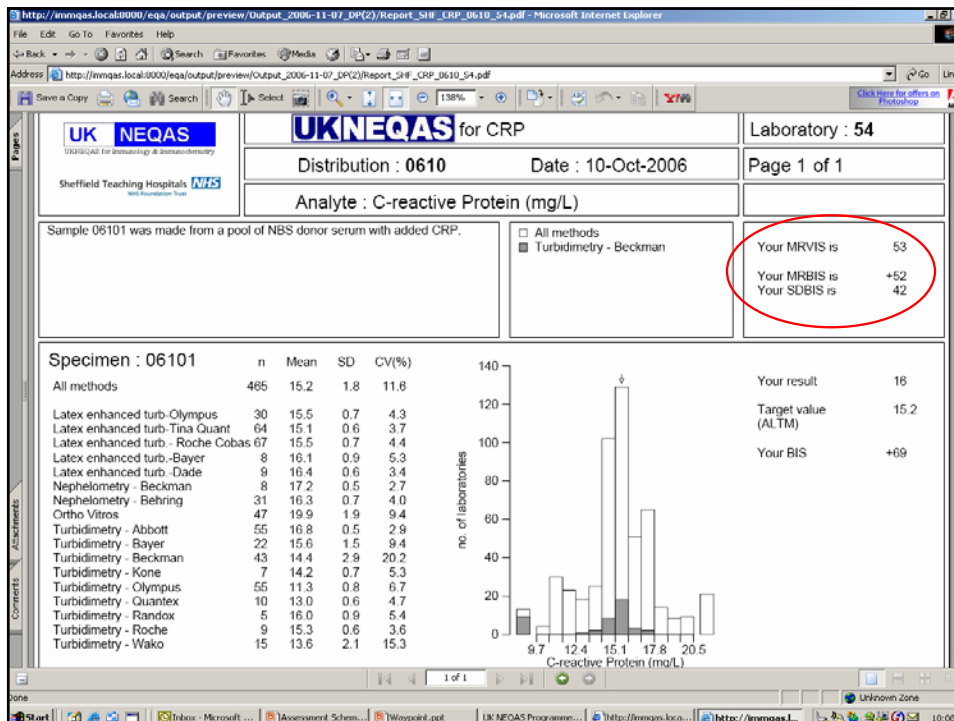 http://immqas.local:0000/eqa/output/preview/Output_2006-11-07_DP(2)/Report_SHF_CRP_0610_54.pdf - Microsoft Internet Explorer
File Edit Go To Favorites Help
Back Search Favorites Media
Address http://immqas.local:0000/eqa/output/preview/Output_2006-11-07_DP(2)/Report_SHF_CRP_0610_54.pdf Go Lin
Save a Copy Search Select 138% Click Here for offers on Photoshop
Pages
Attachments
Comments
UK NEQAS
UKNEQAS for Immunology & Immunochemistry
Sheffield Teaching Hospitals NHS
NHS Foundation Trust
UKNEQAS for CRP
Laboratory : 54
Distribution : 0610 Date : 10-Oct-2006
Page 1 of 1
Analyte : C-reactive Protein (mg/L)
Sample 06101 was made from a pool of NBS donor serum with added CRP.
All methods
Turbidimetry - Beckman
Your MRVIS is 53
Your MRBIS is +52
Your SDBIS is 42
Specimen : 06101 n Mean SD CV(%)
All methods 465 15.2 1.8 11.6
Latex enhanced turb-Olympus 30 15.5 0.7 4.3
Latex enhanced turb-Tina Quant 64 15.1 0.6 3.7
Latex enhanced turb.- Roche Cobas 67 15.5 0.7 4.4
Latex enhanced turb.-Bayer 8 16.1 0.9 5.3
Latex enhanced turb.-Dade 9 16.4 0.6 3.4
Nephelometry - Beckman 8 17.2 0.5 2.7
Nephelometry - Behring 31 16.3 0.7 4.0
Ortho Vitros 47 19.9 1.9 9.4
Turbidimetry - Abbott 55 16.8 0.5 2.9
Turbidimetry - Bayer 22 15.6 1.5 9.4
Turbidimetry - Beckman 43 14.4 2.9 20.2
Turbidimetry - Kone 7 14.2 0.7 5.3
Turbidimetry - Olympus 55 11.3 0.8 6.7
Turbidimetry - Quantex 10 13.0 0.6 4.7
Turbidimetry - Randox 5 16.0 0.9 5.4
Turbidimetry - Roche 9 15.3 0.6 3.6
Turbidimetry - Wako 15 13.6 2.1 15.3
no. of laboratories
140
120
100
80
60
40
20
0
9.7 12.4 15.1 17.8 20.5
C-reactive Protein (mg/L)
Your result 16
Target value 15.2
(ALTM)
Your BIS +69
1 of 1
Done Unknown Zone
Start Inbox - Microsoft ... Assessment Schem... Waypoint.ppt UK NEQAS Programme... http://immqas.loca... http://immqas.l... 10:00